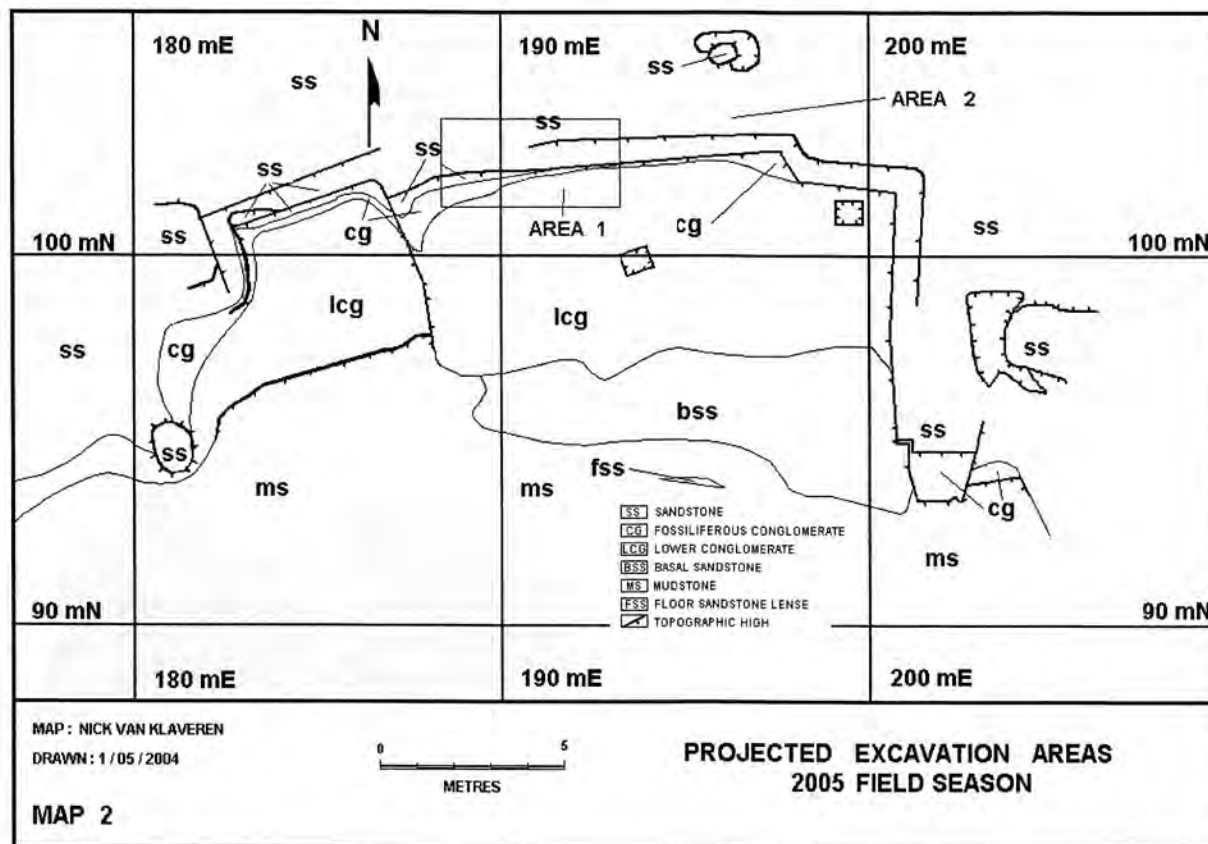 180 mE
N
190 mE
200 mE
ss
ss
AREA 2
ss
ss
ss
ss
cg
AREA 1
cg
ss
100 mN
100 mN
lcg
lcg
ss
cg
ss
bss
ss
ss
fss
ms
ms
cg
ms
SS SANDSTONE
CG FOSSILIFEROUS CONGLOMERATE
LCG LOWER CONGLOMERATE
BSS BASAL SANDSTONE
MS MUDSTONE
FSS FLOOR SANDSTONE LENSE
TOPOGRAPHIC HIGH
90 mN
90 mN
180 mE
190 mE
200 mE
MAP : NICK VAN KLAVEREN
DRAWN : 1 / 05 / 2004
MAP 2
0 5
METRES
PROJECTED EXCAVATION AREAS
2005 FIELD SEASON